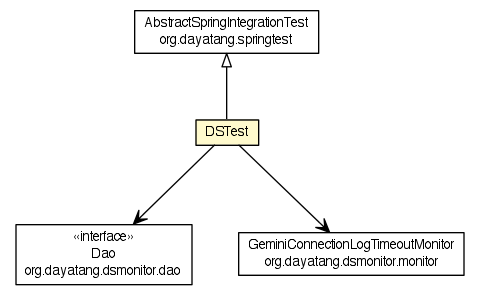 AbstractSpringIntegrationTest
org.dayatang.springtest
DSTest
«interface»
Dao
org.dayatang.dsmonitor.dao
GeminiConnectionLogTimeoutMonitor
org.dayatang.dsmonitor.monitor